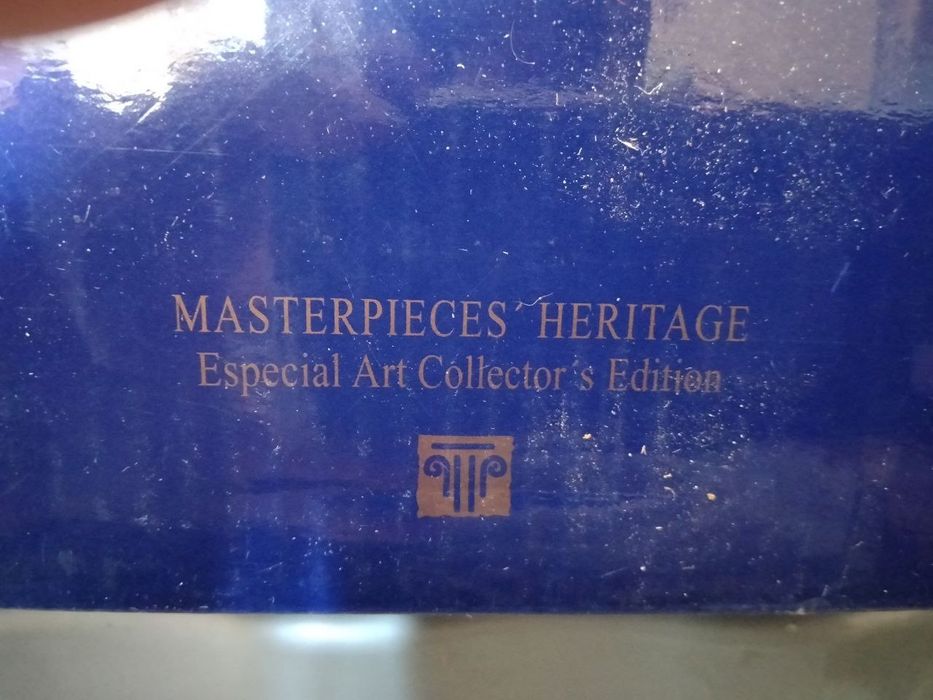 MASTERPIECES´ HERITAGE
Especial Art Collector´s Edition